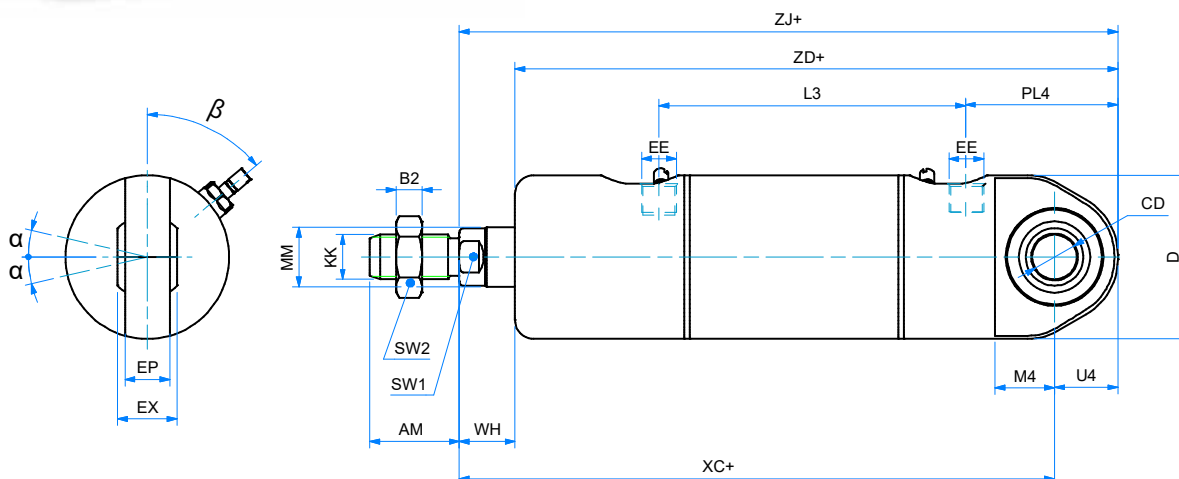 ZJ+
ZD+
L3
PL4
β
EE
EE
B2
CD
α
α
MM
KK
D
SW2
SW1
EP
EX
M4
U4
AM
WH
XC+